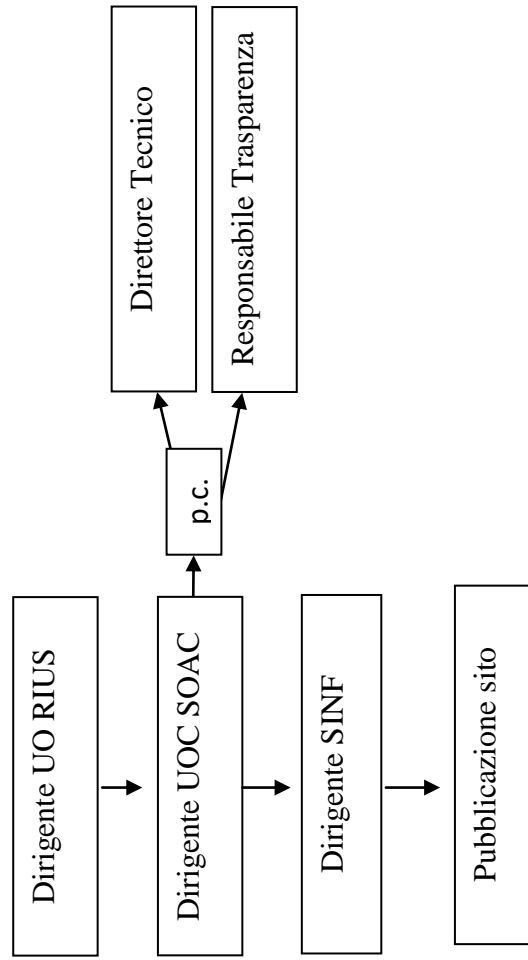 Dirigente UO RIUS
Dirigente UOC SOAC
p.c.
Direttore Tecnico
Responsabile Trasparenza
Dirigente SINF
Pubblicazione sito